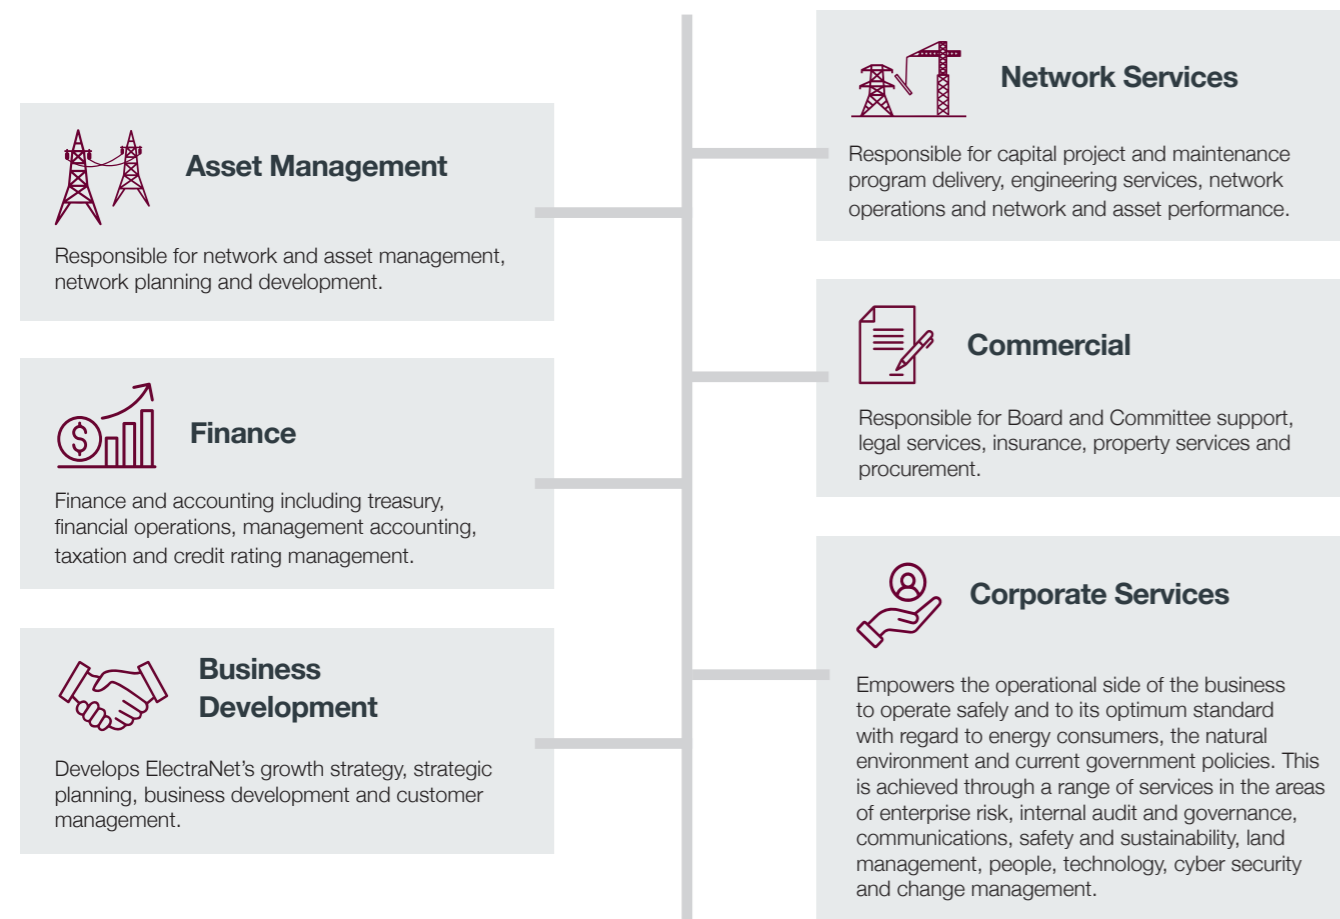 Asset Management
Responsible for network and asset management,
network planning and development.
Finance
Finance and accounting including treasury,
financial operations, management accounting,
taxation and credit rating management.
Business
Development
Develops ElectraNet’s growth strategy, strategic
planning, business development and customer
management.
Network Services
Responsible for capital project and maintenance
program delivery, engineering services, network
operations and network and asset performance.
Commercial
Responsible for Board and Committee support,
legal services, insurance, property services and
procurement.
Corporate Services
Empowers the operational side of the business
to operate safely and to its optimum standard
with regard to energy consumers, the natural
environment and current government policies. This
is achieved through a range of services in the areas
of enterprise risk, internal audit and governance,
communications, safety and sustainability, land
management, people, technology, cyber security
and change management.